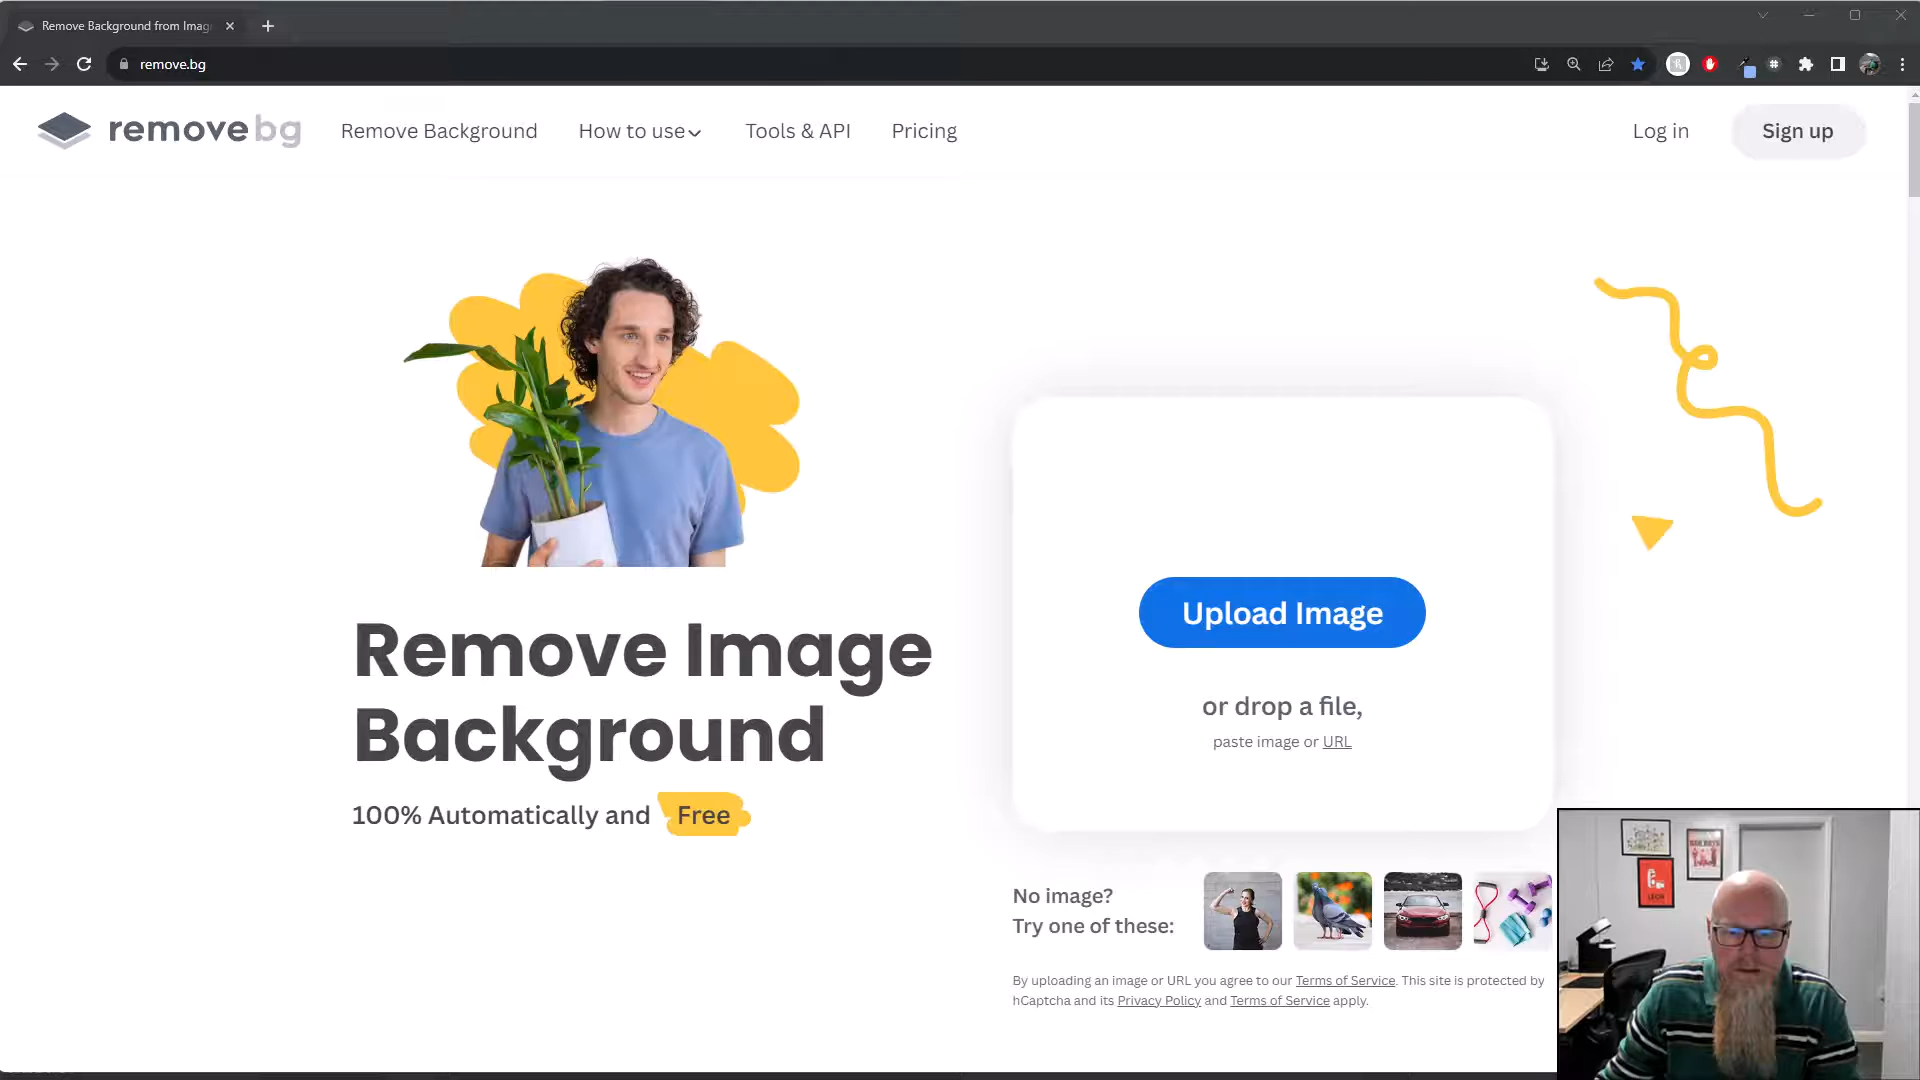 Remove Background from Imag
remove.bg
removebg
Remove Background
How to use
Tools & API
Pricing
Log in
Sign up
Remove Image
Background
100% Automatically and Free
Upload Image
or drop a file,
paste image or URL
No image?
Try one of these:
By uploading an image or URL you agree to our Terms of Service. This site is protected by
hCaptcha and its Privacy Policy and Terms of Service apply.